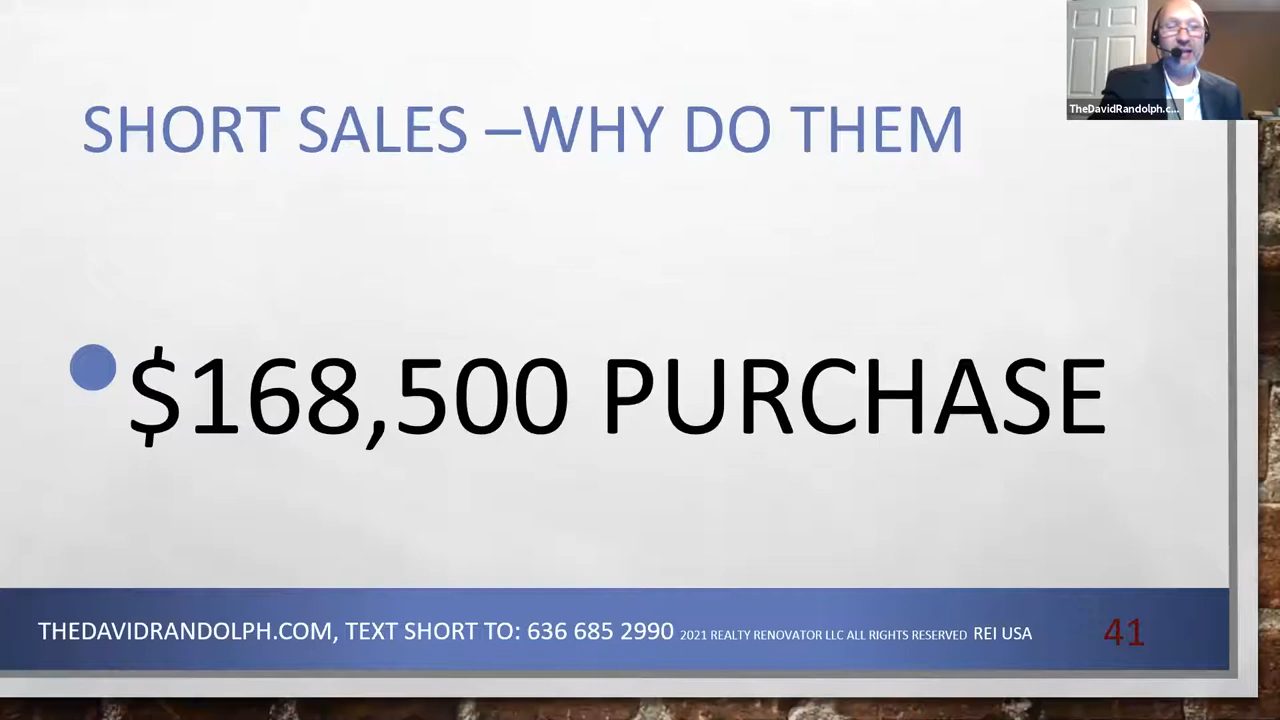 SHORT SALES –WHY DO THEM
TheDavidRandolph.c...
$168,500 PURCHASE
THEDAVIDRANDOLPH.COM, TEXT SHORT TO: 636 685 2990 2021 REALTY RENOVATOR LLC ALL RIGHTS RESERVED REI USA 41